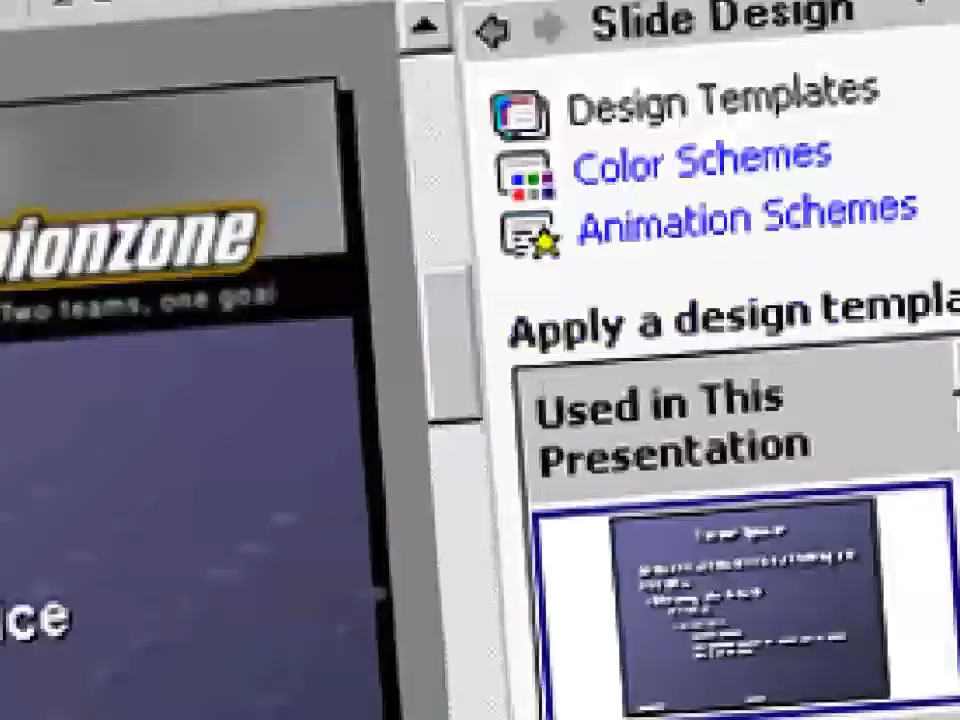 Slide Design
Design Templates
Color Schemes
Animation Schemes
ionzone
Two teams, one goal
Apply a design templa
Used in This
Presentation
ce